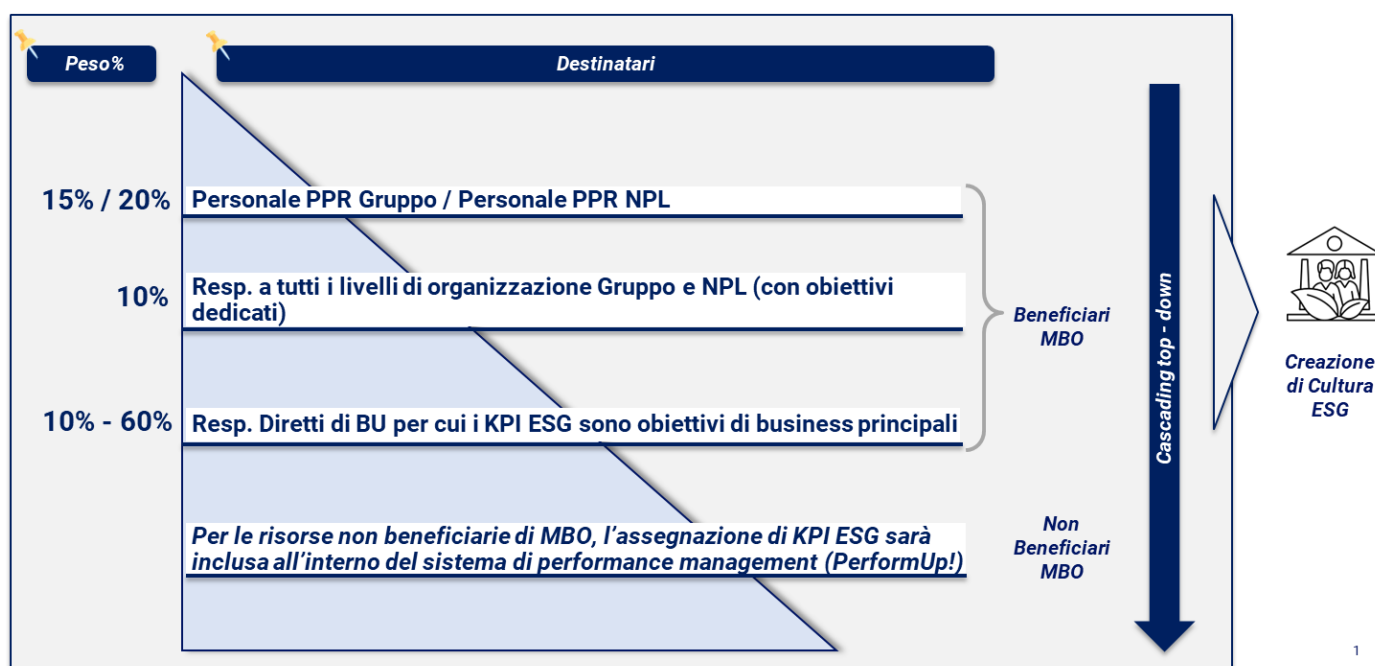 Peso%
Destinatari
15% / 20%
Personale PPR Gruppo / Personale PPR NPL
10%
Resp. a tutti i livelli di organizzazione Gruppo e NPL (con obiettivi
dedicati)
Beneficiari
MBO
10% - 60%
Resp. Diretti di BU per cui i KPI ESG sono obiettivi di business principali
Per le risorse non beneficiarie di MBO, l’assegnazione di KPI ESG sarà
inclusa all’interno del sistema di performance management (PerformUp!)
Non
Beneficiari
MBO
Cascading top - down
Creazione
di Cultura
ESG
1